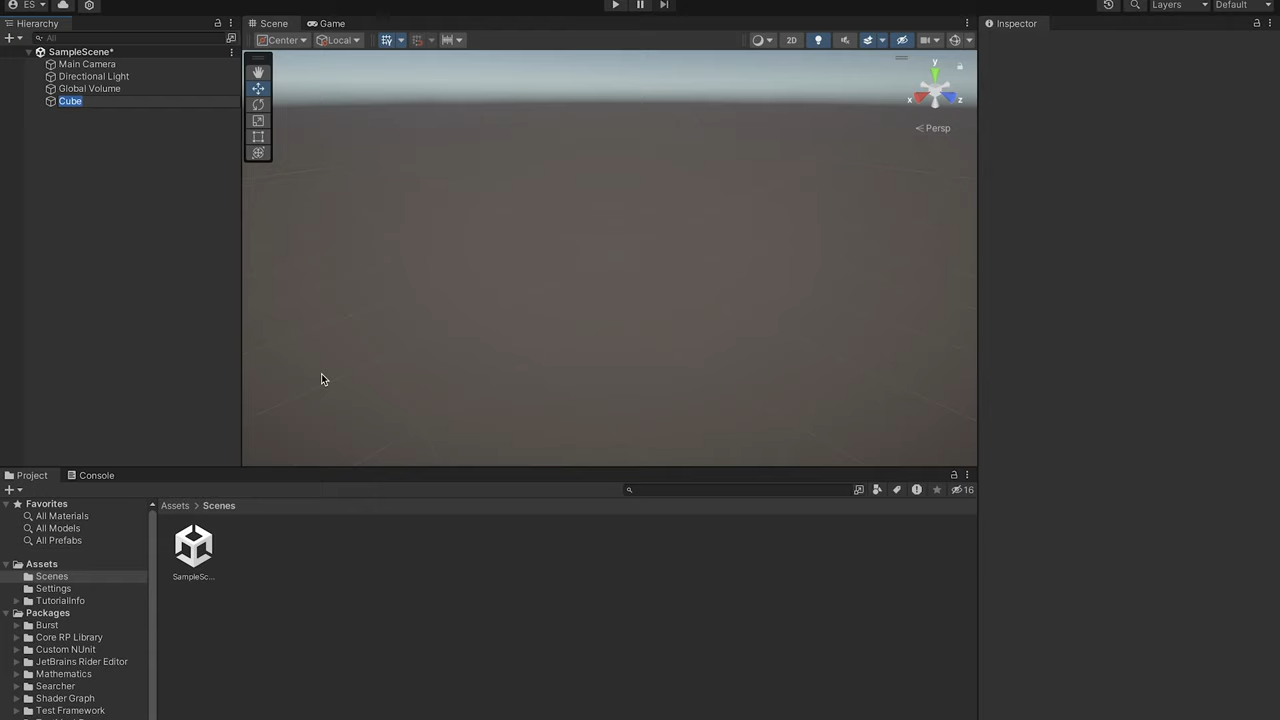 ES
Layers
Default
Hierarchy
All
SampleScene*
Main Camera
Directional Light
Global Volume
Cube
Scene
Game
Center
Local
2D
y
x
z
Persp
Inspector
Project
Console
16
Favorites
All Materials
All Models
All Prefabs
Assets
Scenes
Settings
TutorialInfo
Packages
Burst
Core RP Library
Custom NUnit
JetBrains Rider Editor
Mathematics
Searcher
Shader Graph
Test Framework
Assets > Scenes
SampleSc...